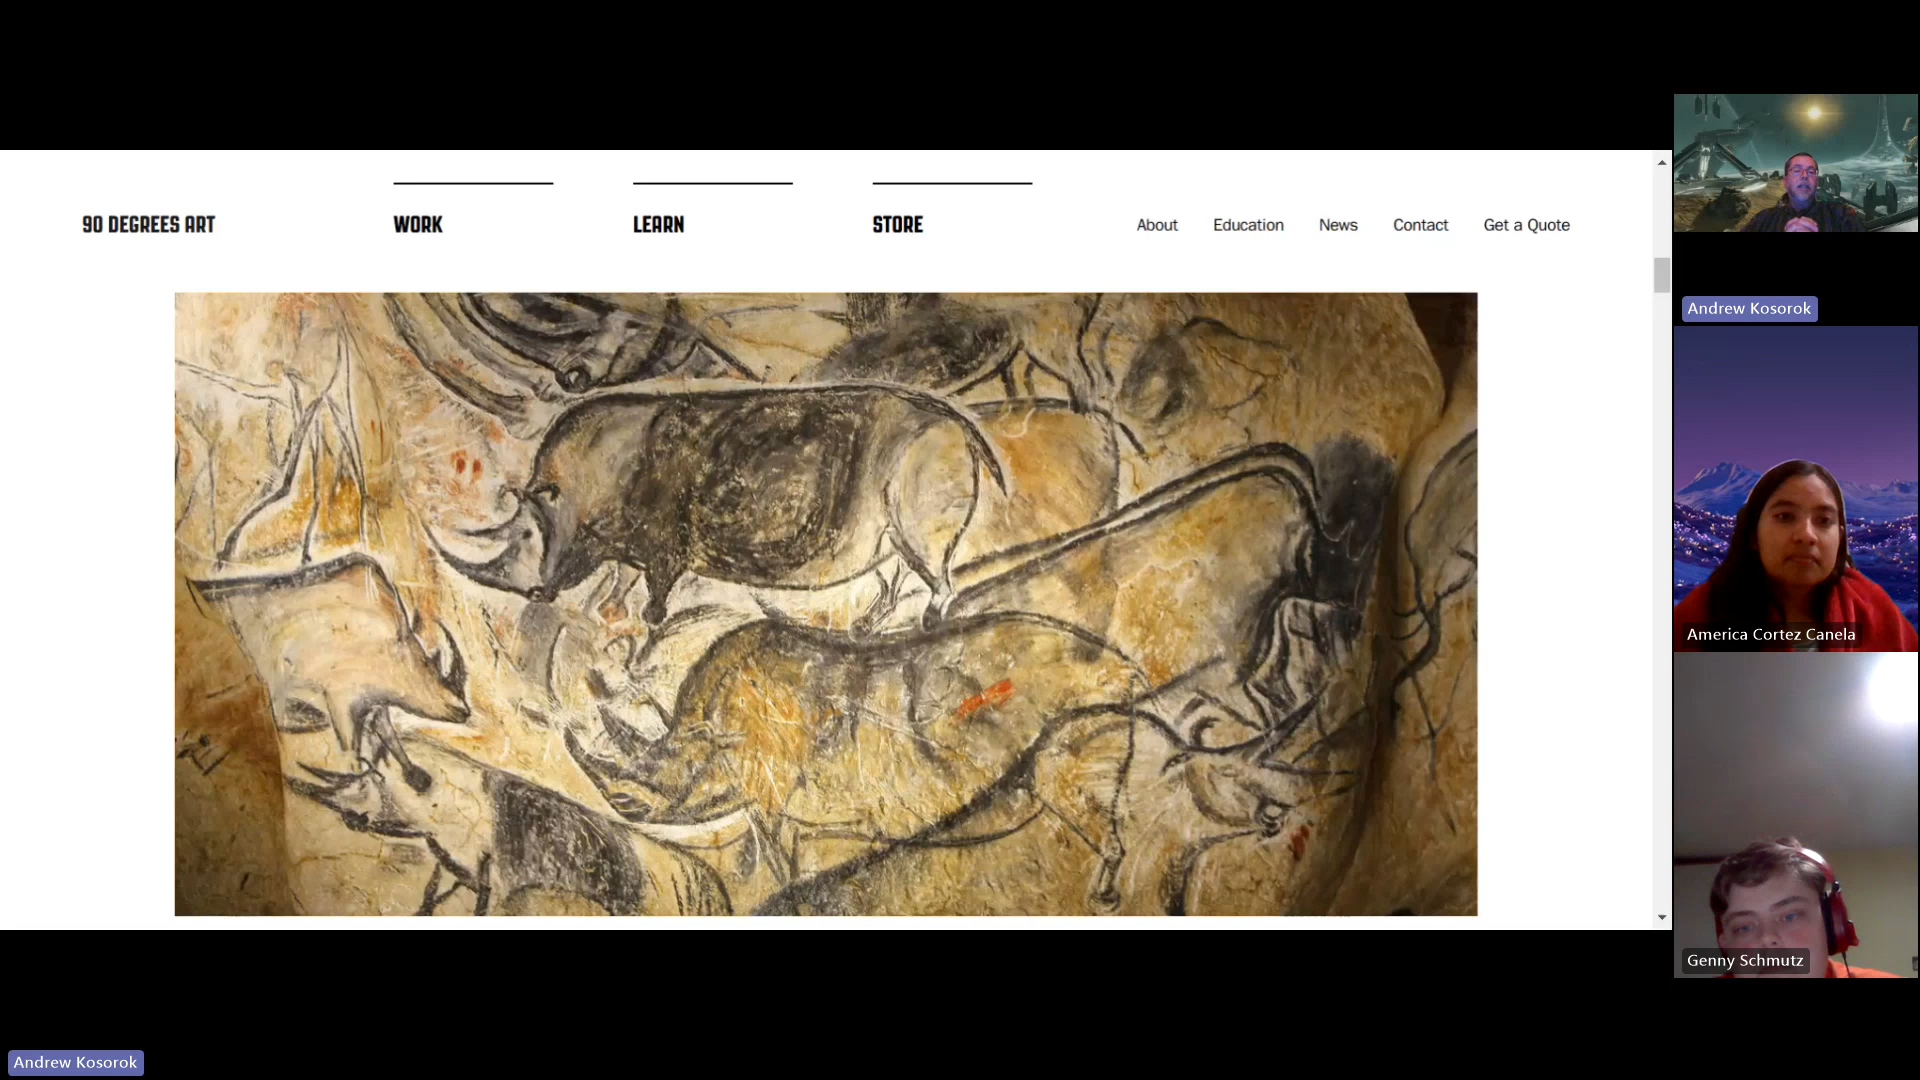 90 DEGREES ART
WORK
LEARN
STORE
About
Education
News
Contact
Get a Quote
Andrew Kosorok
America Cortez Canela
Genny Schmutz
Andrew Kosorok